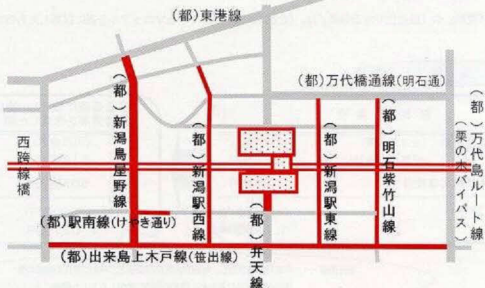 (都)東港線
(都)万代橋通線(明石通)
(都)新潟鳥屋野線
(都)新潟駅西線
(都)新潟駅東線
(都)明石紫竹山線
(都)万代島ルート線
(栗の木バイパス)
西跨線橋
(都)駅南線(けやき通り)
(都)弁天線
(都)出来島上木戸線(笹出線)